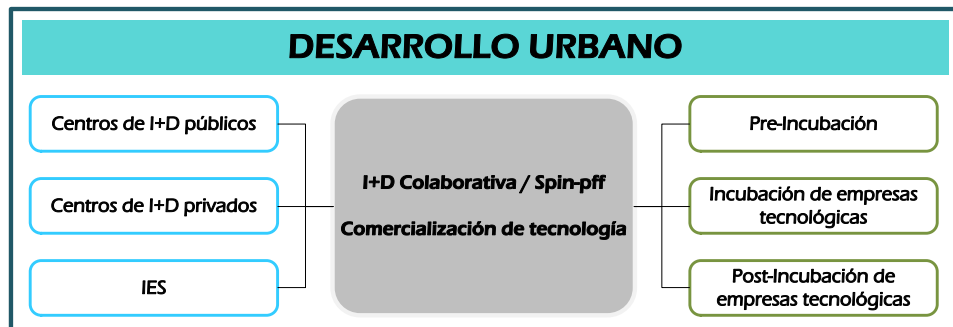 DESARROLLO URBANO
Centros de I+D públicos
Centros de I+D privados
IES
I+D Colaborativa / Spin-pff
Comercialización de tecnología
Pre-Incubación
Incubación de empresas
tecnológicas
Post-Incubación de
empresas tecnológicas